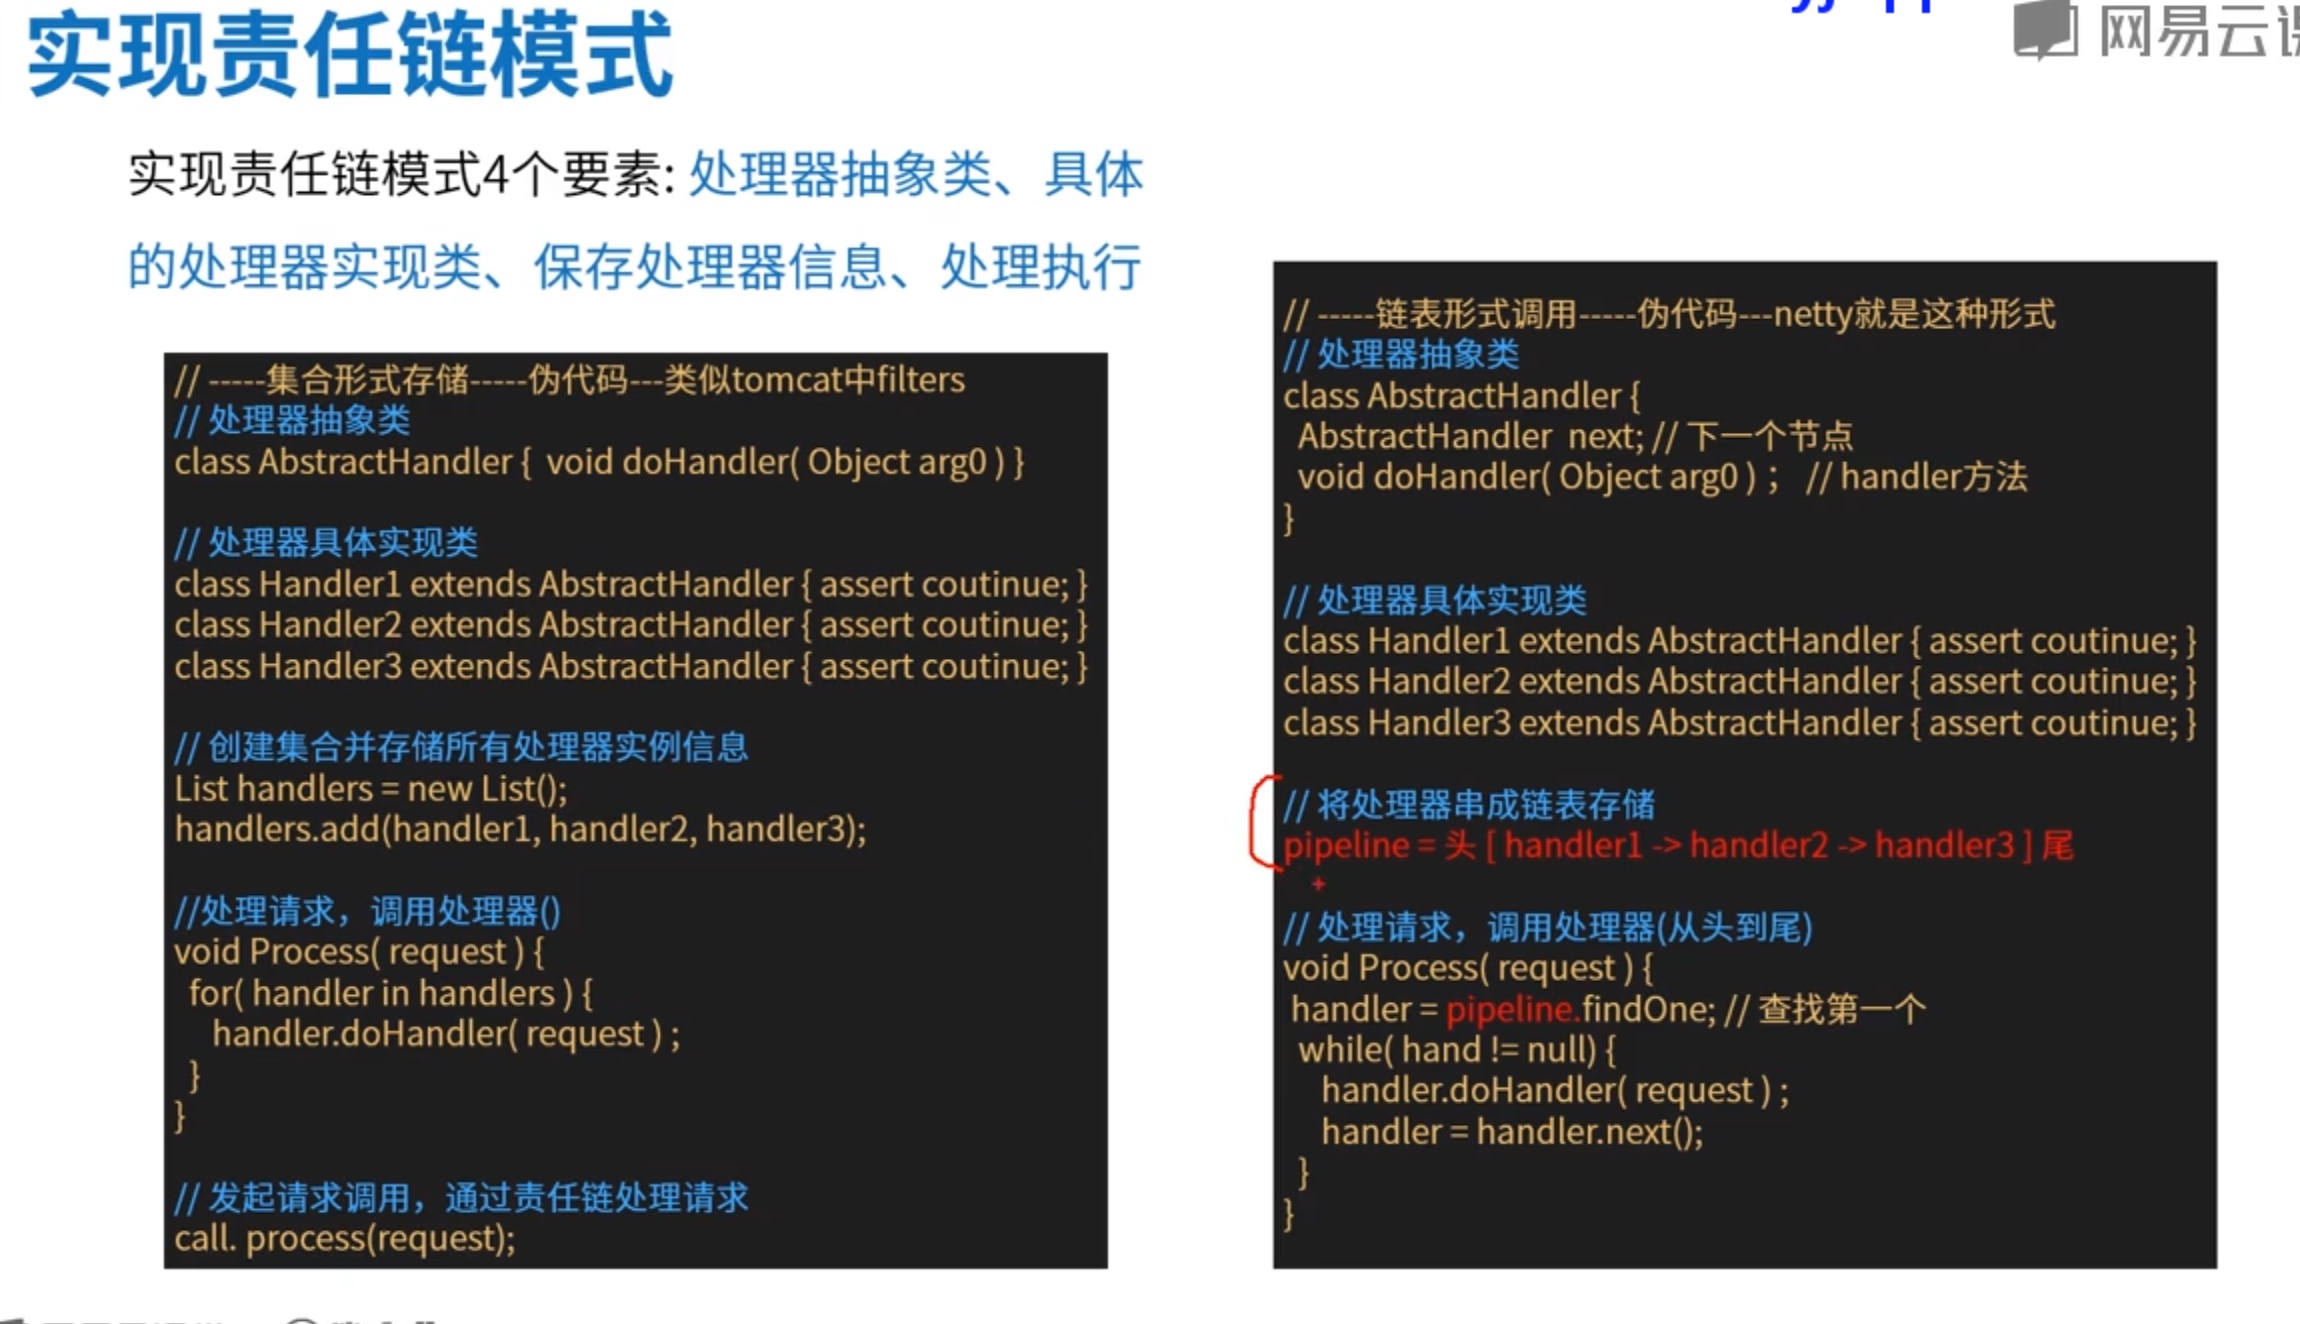 实现责任链模式
网易云课
实现责任链模式4个要素: 处理器抽象类、具体
的处理器实现类、保存处理器信息、处理执行
// -----集合形式存储-----伪代码---类似tomcat中filters
// 处理器抽象类
class AbstractHandler {  void doHandler( Object arg0 ) }
// 处理器具体实现类
class Handler1 extends AbstractHandler { assert coutinue; }
class Handler2 extends AbstractHandler { assert coutinue; }
class Handler3 extends AbstractHandler { assert coutinue; }
// 创建集合并存储所有处理器实例信息
List handlers = new List();
handlers.add(handler1, handler2, handler3);
//处理请求，调用处理器()
void Process( request ) {
for( handler in handlers ) {
handler.doHandler( request ) ;
}
}
// 发起请求调用，通过责任链处理请求
call. process(request);
// -----链表形式调用-----伪代码---netty就是这种形式
// 处理器抽象类
class AbstractHandler {
AbstractHandler  next; // 下一个节点
void doHandler( Object arg0 ) ；  // handler方法
}
// 处理器具体实现类
class Handler1 extends AbstractHandler { assert coutinue; }
class Handler2 extends AbstractHandler { assert coutinue; }
class Handler3 extends AbstractHandler { assert coutinue; }
// 将处理器串成链表存储
pipeline = 头 [ handler1 -> handler2 -> handler3 ] 尾
// 处理请求，调用处理器(从头到尾)
void Process( request ) {
handler = pipeline.findOne; // 查找第一个
while( hand != null) {
handler.doHandler( request ) ;
handler = handler.next();
}
}